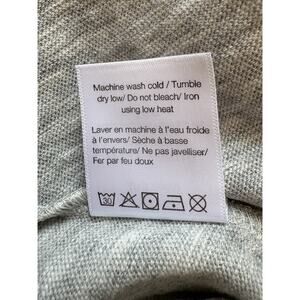 Machine wash cold / Tumble
dry low/ Do not bleach/ Iron
using low heat
Laver en machine à l'eau froide
à l'envers/ Sèche à basse
température/ Ne pas javelliser/
Fer par feu doux
30